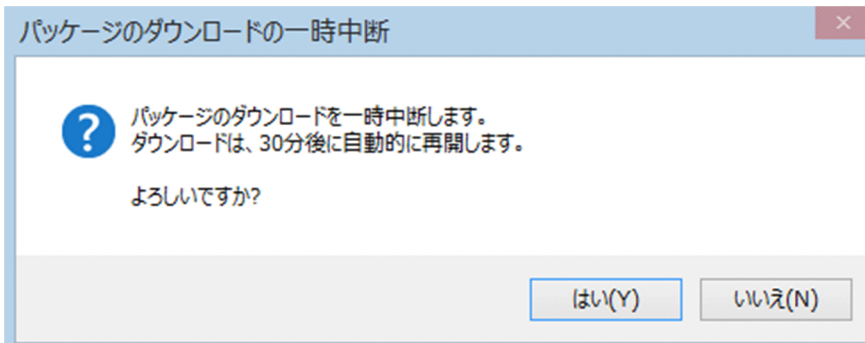 パッケージのダウンロードの一時中断
パッケージのダウンロードを一時中断します。
ダウンロードは、30分後に自動的に再開します。
よろしいですか?
はい(Y)
いいえ(N)